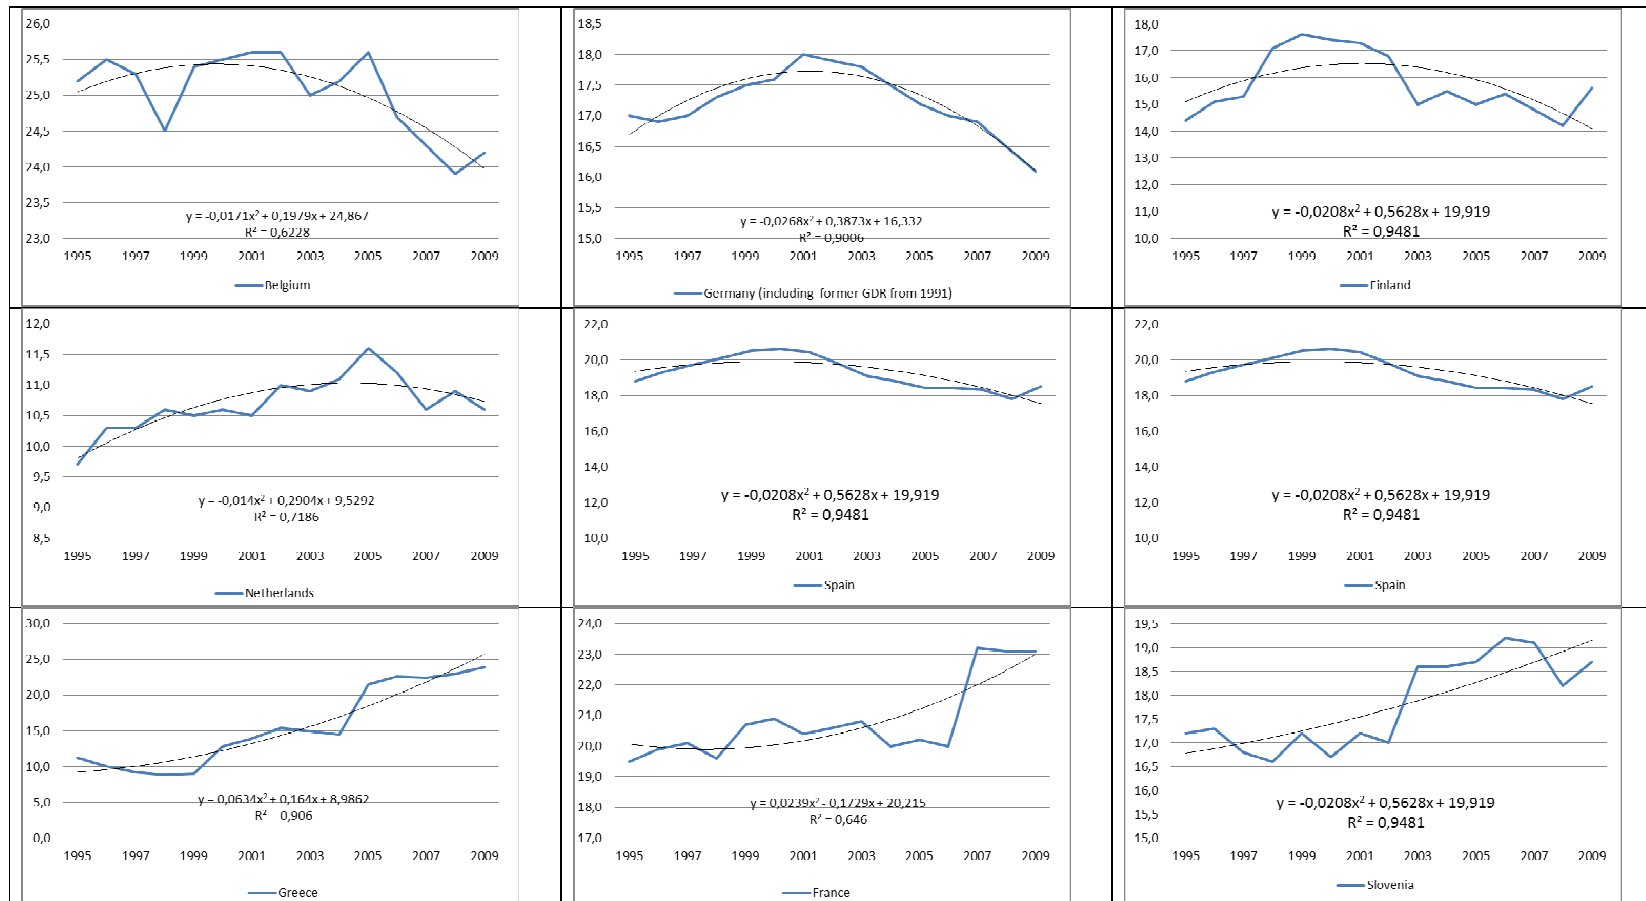 26,0
25,5
25,0
24,5
24,0
23,5
23,0
y = -0,0171x² + 0,1979x + 24,867
R² = 0,6228
1995 1997 1999 2001 2003 2005 2007 2009
Belgium
18,5
18,0
17,5
17,0
16,5
16,0
15,5
15,0
y = -0,0268x² + 0,3873x + 16,332
R² = 0,9006
1995 1997 1999 2001 2003 2005 2007 2009
Germany (including former GDR from 1991)
18,0
17,0
16,0
15,0
14,0
13,0
12,0
11,0
10,0
y = -0,0208x² + 0,5628x + 19,919
R² = 0,9481
1995 1997 1999 2001 2003 2005 2007 2009
Finland
12,0
11,5
11,0
10,5
10,0
9,5
9,0
8,5
y = -0,014x² + 0,2904x + 9,5292
R² = 0,7186
1995 1997 1999 2001 2003 2005 2007 2009
Netherlands
22,0
20,0
18,0
16,0
14,0
12,0
10,0
y = -0,0208x² + 0,5628x + 19,919
R² = 0,9481
1995 1997 1999 2001 2003 2005 2007 2009
Spain
22,0
20,0
18,0
16,0
14,0
12,0
10,0
y = -0,0208x² + 0,5628x + 19,919
R² = 0,9481
1995 1997 1999 2001 2003 2005 2007 2009
Spain
30,0
25,0
20,0
15,0
10,0
5,0
0,0
y = 0,0634x² + 0,164x + 8,9862
R² = 0,906
1995 1997 1999 2001 2003 2005 2007 2009
Greece
24,0
23,0
22,0
21,0
20,0
19,0
18,0
17,0
y = 0,0239x² - 0,1729x + 20,215
R² = 0,646
1995 1997 1999 2001 2003 2005 2007 2009
France
19,5
19,0
18,5
18,0
17,5
17,0
16,5
16,0
15,5
15,0
y = -0,0208x² + 0,5628x + 19,919
R² = 0,9481
1995 1997 1999 2001 2003 2005 2007 2009
Slovenia